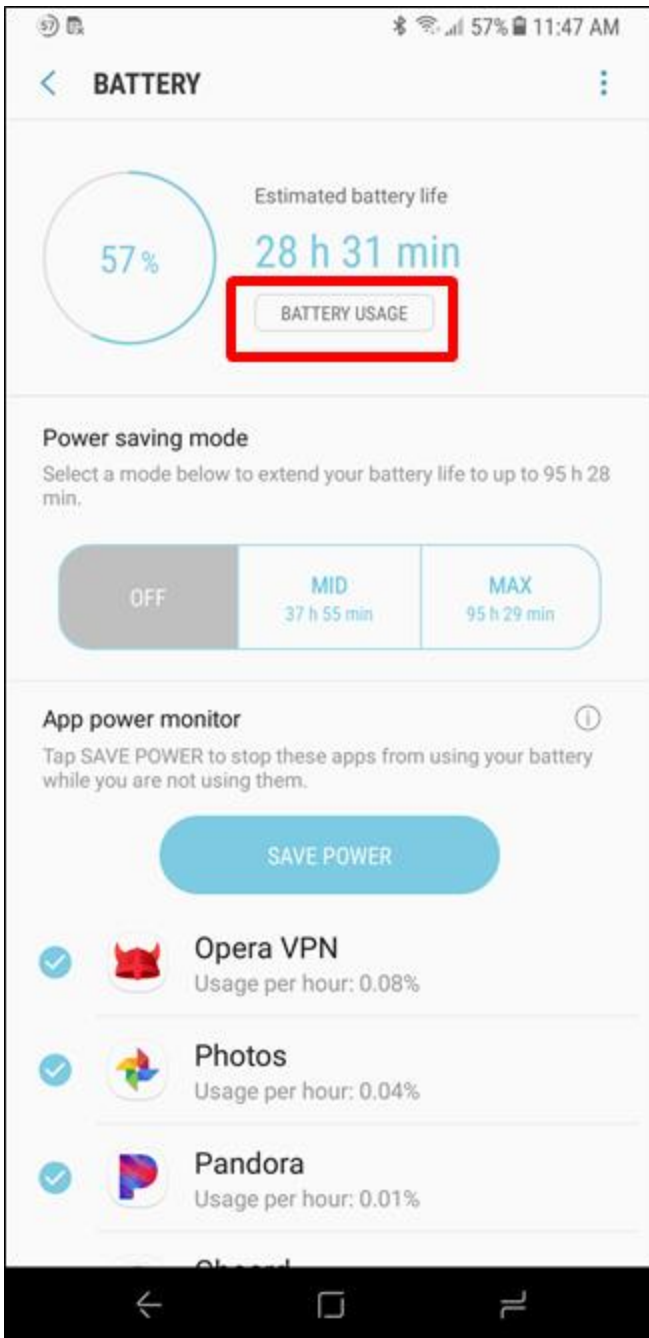 57 57% 11:47 AM
BATTERY
Estimated battery life
57% 28 h 31 min
BATTERY USAGE
Power saving mode
Select a mode below to extend your battery life to up to 95 h 28
min.
OFF MID MAX
37 h 55 min 95 h 29 min
App power monitor
Tap SAVE POWER to stop these apps from using your battery
while you are not using them.
SAVE POWER
Opera VPN
Usage per hour: 0.08%
Photos
Usage per hour: 0.04%
Pandora
Usage per hour: 0.01%